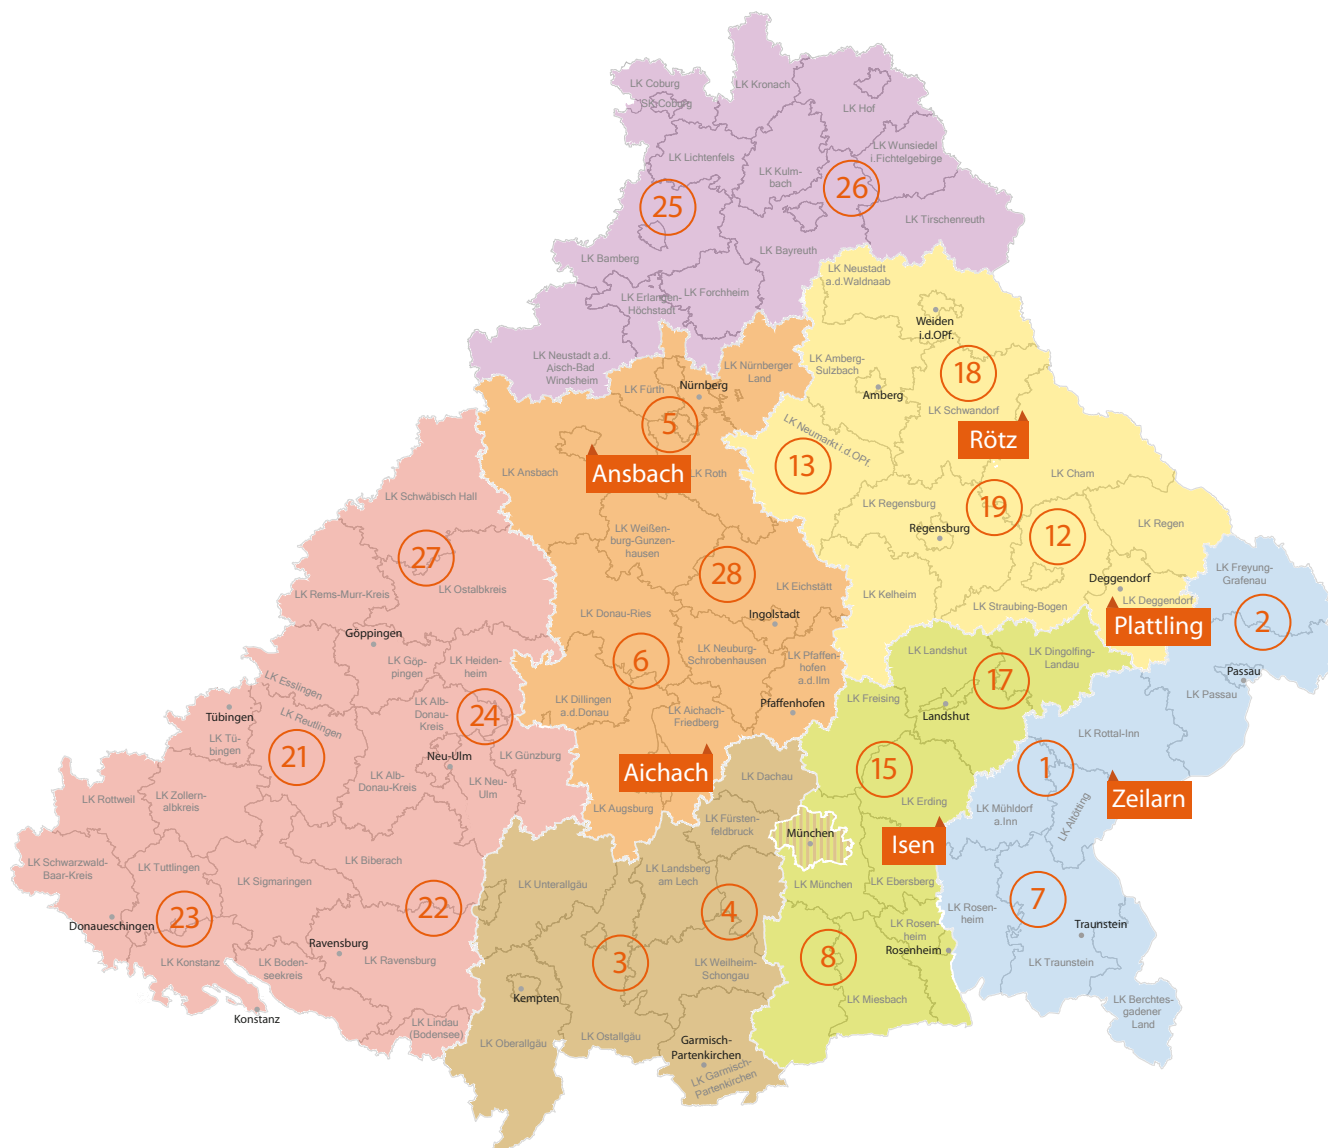 LK Coburg
SK Coburg
LK Kronach
LK Hof
LK Lichtenfels
LK Wunsiedel
i.Fichtelgebirge
LK Kulm-
bach
26
25
LK Tirschenreuth
LK Bamberg
LK Bayreuth
LK Erlangen-
Höchstadt
LK Forchheim
LK Neustadt a.d.
Aisch-Bad
Windsheim
LK Neustadt
a.d.Waldnaab
Weiden
i.d.OPf.
LK Amberg-
Sulzbach
18
Amberg
LK Schwandorf
Rötz
LK Nürnberger
Land
LK Fürth
Nürnberg
5
LK Ansbach
Ansbach
LK Roth
LK Neumarkt i.d.OPf.
13
LK Cham
LK Regensburg
19
Regensburg
12
LK Regen
Deggendorf
LK Deggendorf
Plattling
LK Kelheim
LK Straubing-Bogen
LK Freyung-
Grafenau
2
Passau
LK Passau
LK Schwäbisch Hall
27
LK Rems-Murr-Kreis
LK Ostalbkreis
Göppingen
LK Göp-
pingen
LK Heiden-
heim
LK Esslingen
Tübingen
LK Reutlingen
LK Tü-
bingen
21
LK Alb-
Donau-
Kreis
24
Neu-Ulm
LK Günzburg
LK Alb-
Donau-Kreis
LK Neu-
Ulm
LK Weißen-
burg-Gunzen-
hausen
28
LK Eichstätt
LK Donau-Ries
Ingolstadt
6
LK Neuburg-
Schrobenhausen
LK Pfaffen-
hofen
a.d.Ilm
LK Dillingen
a.d.Donau
LK Aichach-
Friedberg
Pfaffenhofen
Aichach
LK Augsburg
LK Landshut
LK Dingolfing-
Landau
17
LK Freising
Landshut
15
LK Erding
Isen
LK Rottal-Inn
1
Zeilarn
LK Mühldorf
a.Inn
LK Altötting
LK Dachau
LK Fürsten-
feldbruck
München
LK München
LK Ebersberg
LK Rottweil
LK Zollern-
albkreis
LK Schwarzwald-
Baar-Kreis
LK Tuttlingen
LK Sigmaringen
LK Biberach
22
23
Donaueschingen
LK Konstanz
LK Boden-
seekreis
Ravensburg
LK Ravensburg
Konstanz
LK Lindau
(Bodensee)
LK Unterallgäu
LK Landsberg
am Lech
4
3
LK Weilheim-
Schongau
Kempten
LK Oberallgäu
LK Ostallgäu
Garmisch-
Partenkirchen
LK Garmisch-
Partenkirchen
LK Rosen-
heim
Rosenheim
8
LK Miesbach
LK Rosen-
heim
7
Traunstein
LK Traunstein
LK Berchtes-
gadener
Land